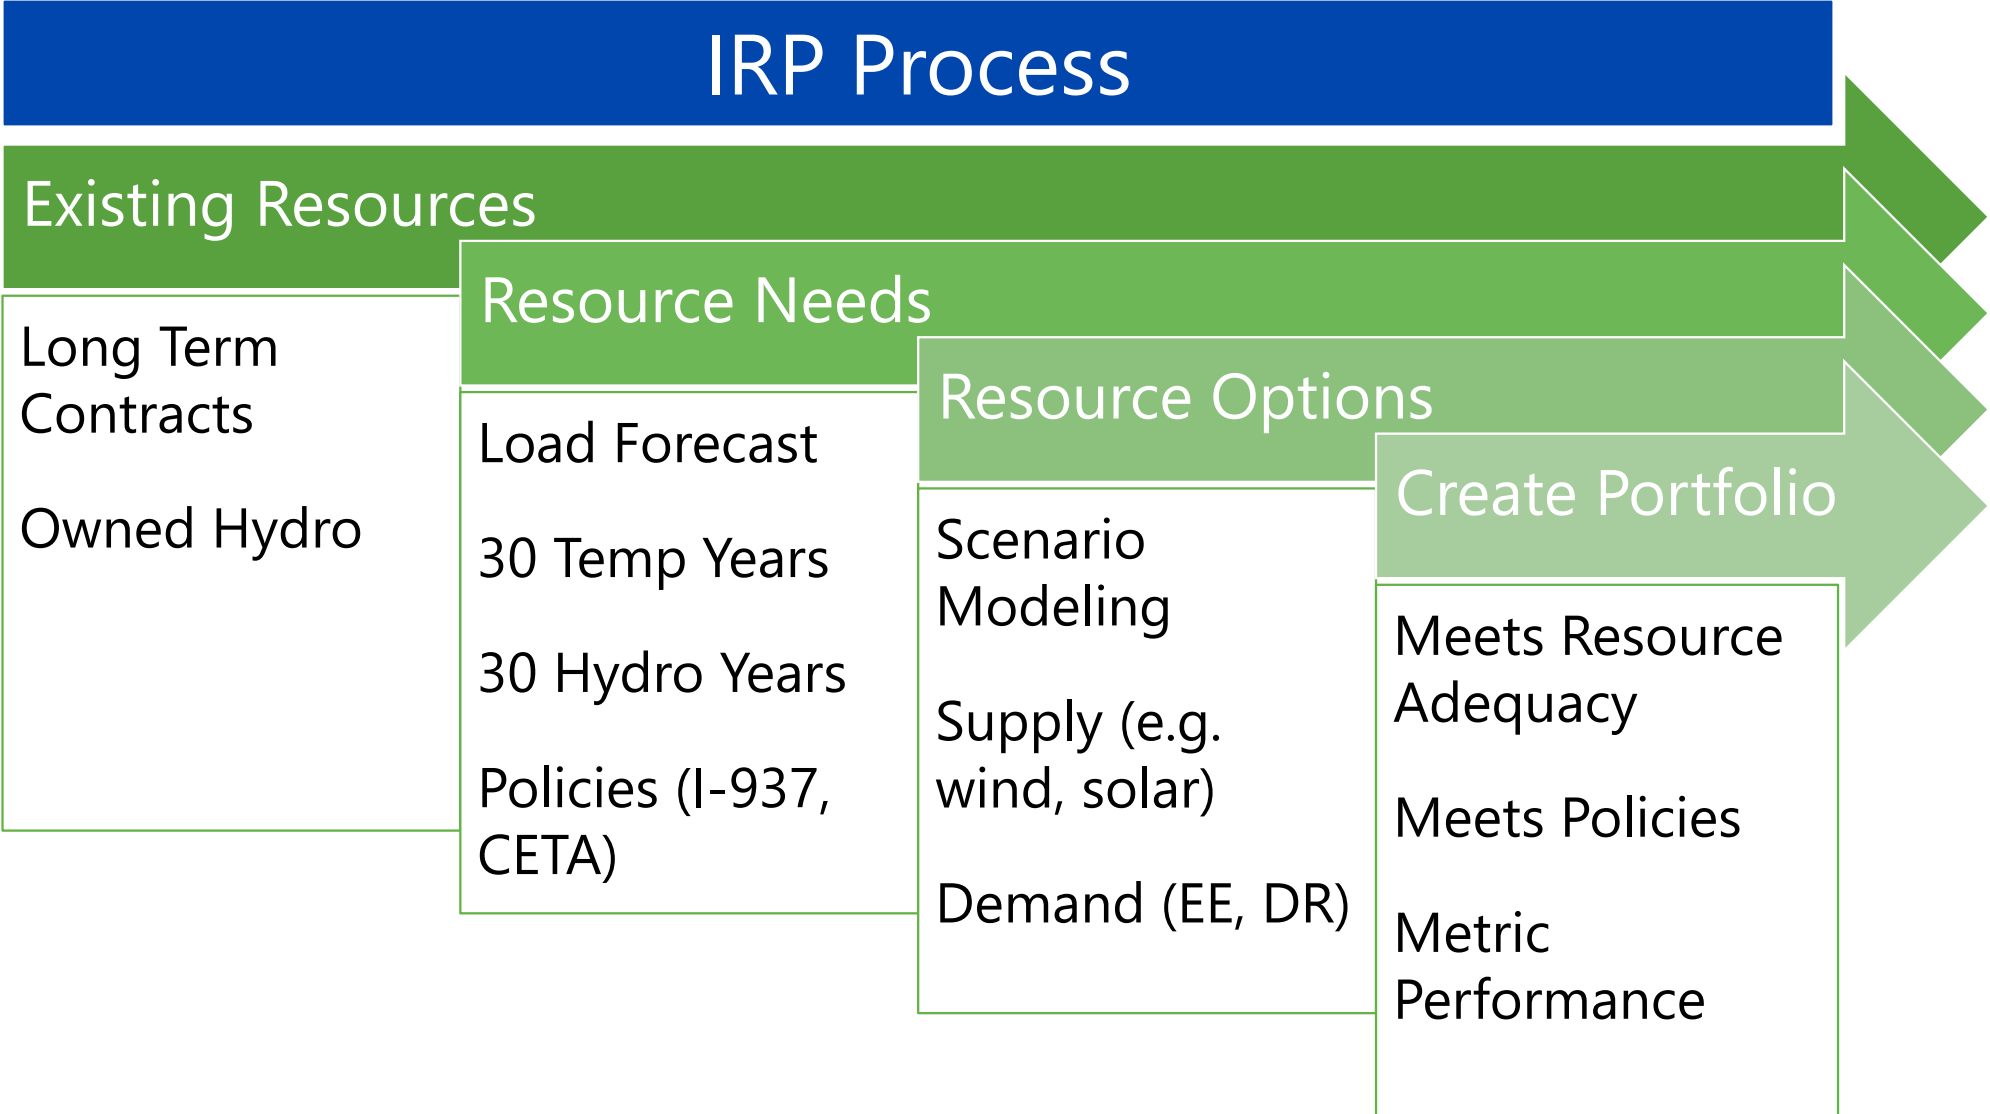 IRP Process
Existing Resources
Long Term
Contracts
Owned Hydro
Resource Needs
Load Forecast
30 Temp Years
30 Hydro Years
Policies (I-937,
CETA)
Resource Options
Scenario
Modeling
Supply (e.g.
wind, solar)
Demand (EE, DR)
Create Portfolio
Meets Resource
Adequacy
Meets Policies
Metric
Performance